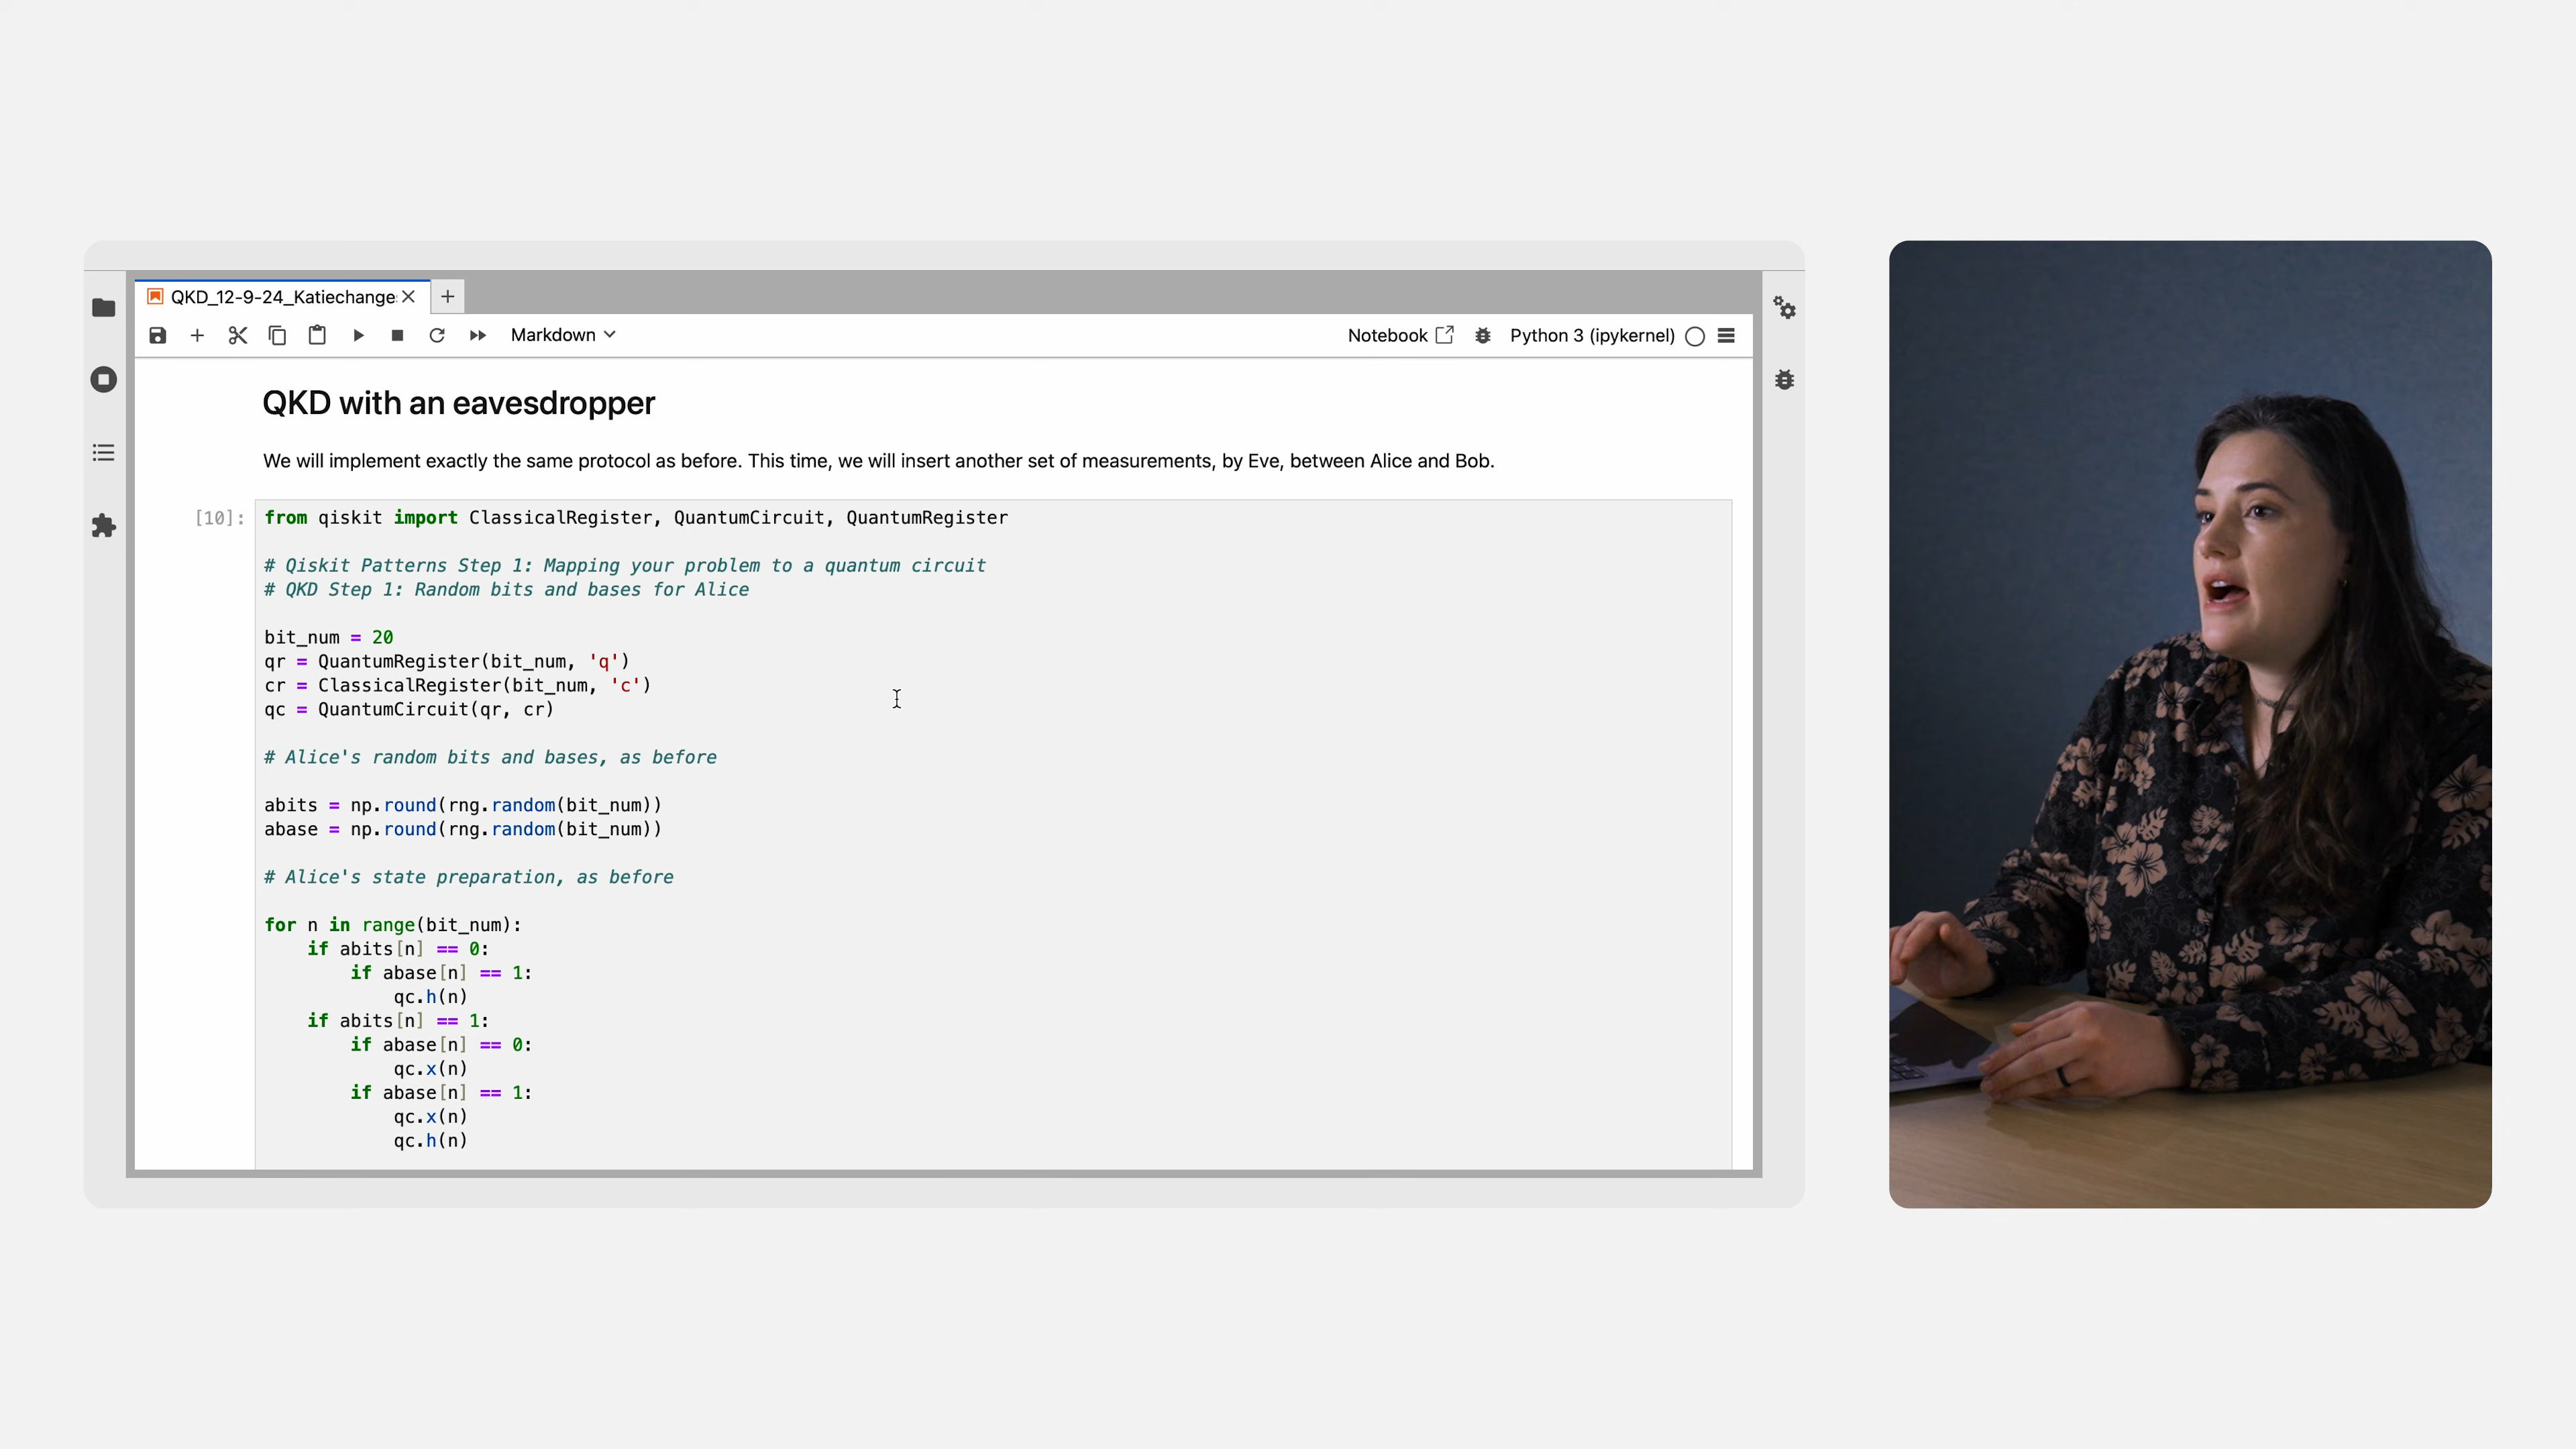 QKD_12-9-24_Katiechange
Markdown
Notebook
Python 3 (ipykernel)
QKD with an eavesdropper
We will implement exactly the same protocol as before. This time, we will insert another set of measurements, by Eve, between Alice and Bob.
[10]:
from qiskit import ClassicalRegister, QuantumCircuit, QuantumRegister
# Qiskit Patterns Step 1: Mapping your problem to a quantum circuit
# QKD Step 1: Random bits and bases for Alice
bit_num = 20
qr = QuantumRegister(bit_num, 'q')
cr = ClassicalRegister(bit_num, 'c')
qc = QuantumCircuit(qr, cr)
# Alice's random bits and bases, as before
abits = np.round(rng.random(bit_num))
abase = np.round(rng.random(bit_num))
# Alice's state preparation, as before
for n in range(bit_num):
    if abits[n] == 0:
        if abase[n] == 1:
            qc.h(n)
    if abits[n] == 1:
        if abase[n] == 0:
            qc.x(n)
        if abase[n] == 1:
            qc.x(n)
            qc.h(n)